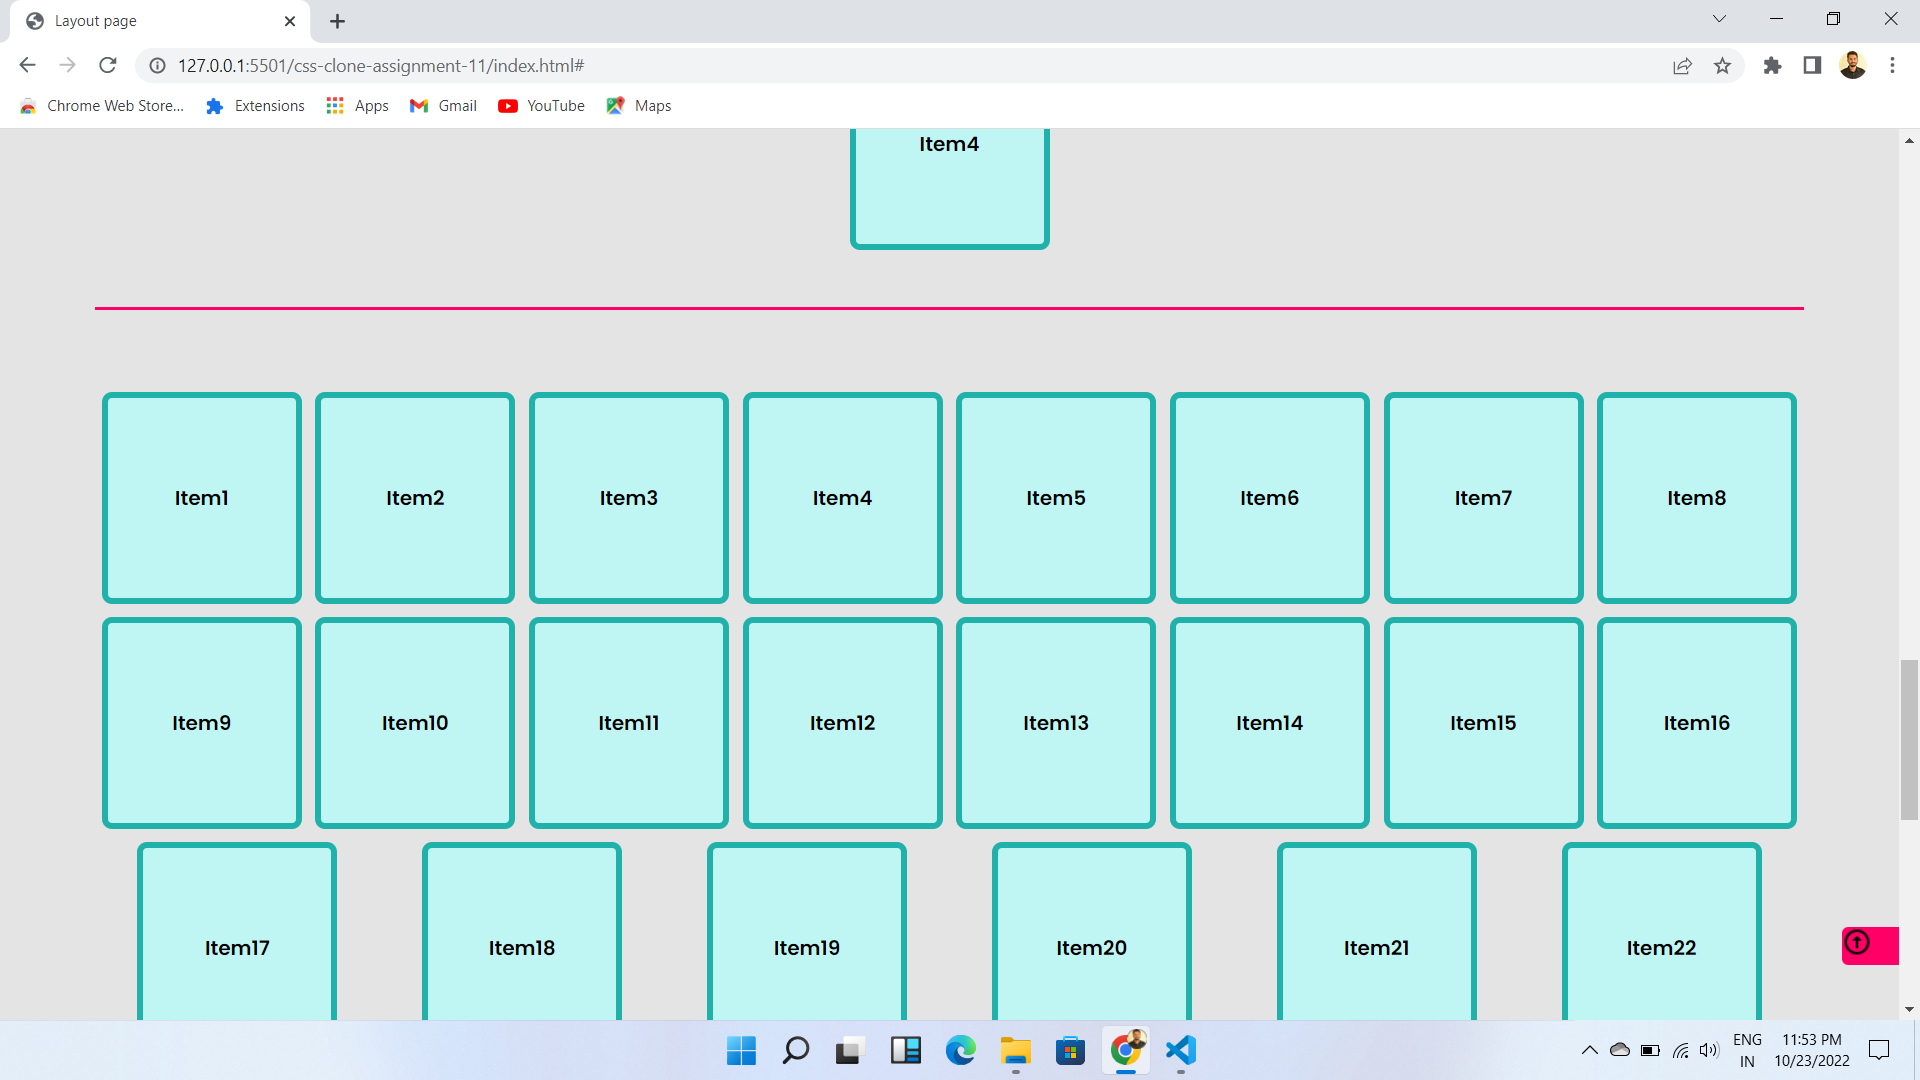 Layout page
127.0.0.1:5501/css-clone-assignment-11/index.html#
Chrome Web Store... Extensions Apps Gmail YouTube Maps
Item4
Item1 Item2 Item3 Item4 Item5 Item6 Item7 Item8
Item9 Item10 Item11 Item12 Item13 Item14 Item15 Item16
Item17 Item18 Item19 Item20 Item21 Item22
ENG 11:53 PM
IN 10/23/2022